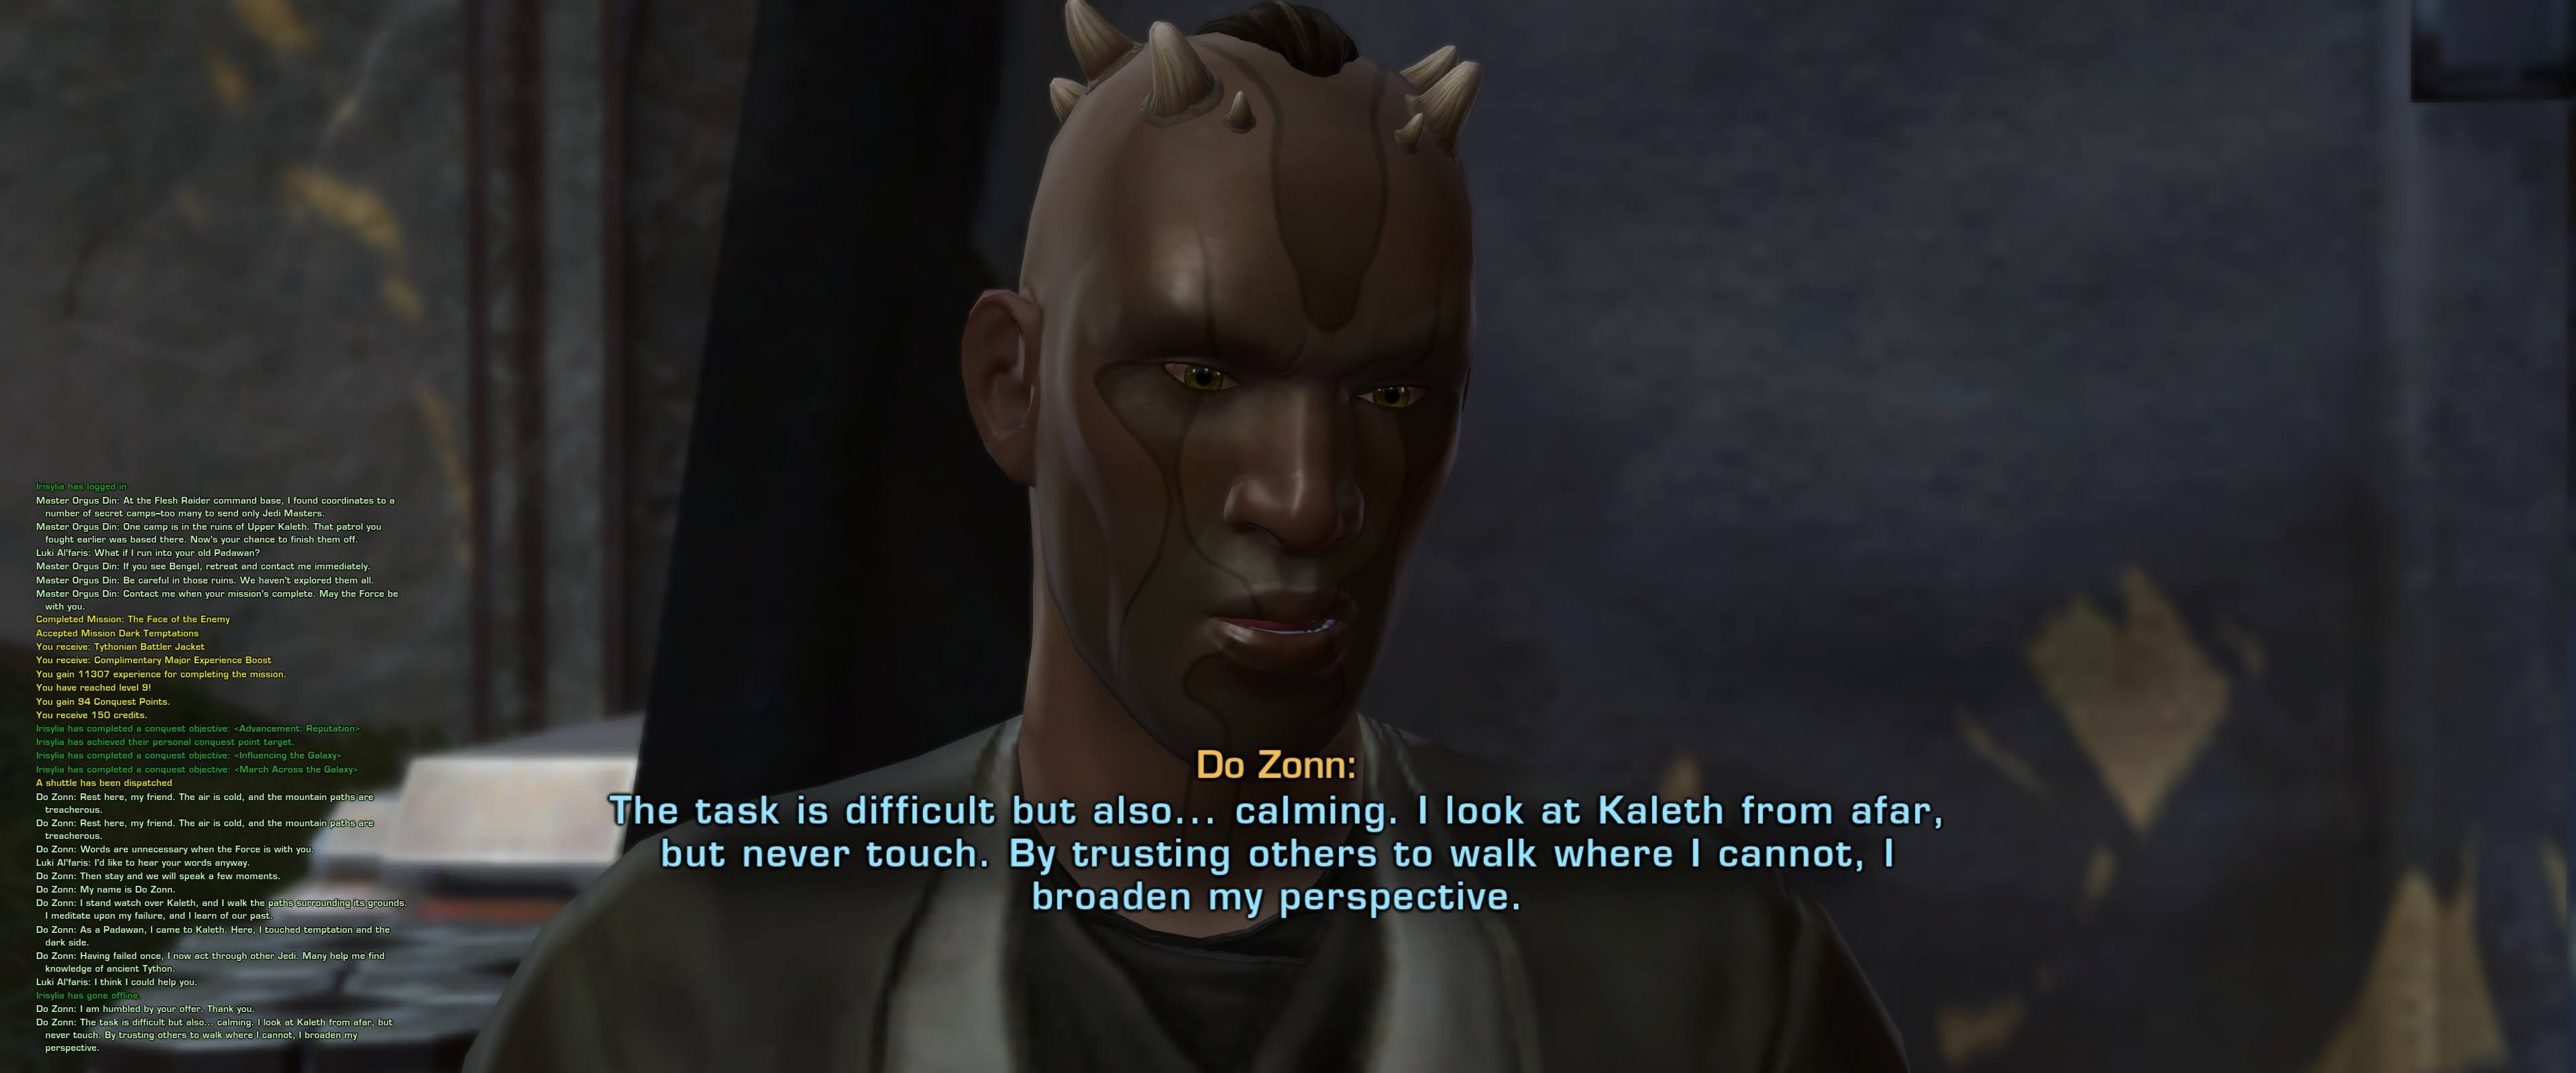 Irisylia has logged in.
Master Orgus Din: At the Flesh Raider command base, I found coordinates to a
number of secret camps–too many to send only Jedi Masters.
Master Orgus Din: One camp is in the ruins of Upper Kaleth. That patrol you
fought earlier was based there. Now's your chance to finish them off.
Luki Al'faris: What if I run into your old Padawan?
Master Orgus Din: If you see Bengel, retreat and contact me immediately.
Master Orgus Din: Be careful in those ruins. We haven't explored them all.
Master Orgus Din: Contact me when your mission's complete. May the Force be
with you.
Completed Mission: The Face of the Enemy
Accepted Mission Dark Temptations
You receive: Tythonian Battler Jacket
You receive: Complimentary Major Experience Boost
You gain 11307 experience for completing the mission.
You have reached level 9!
You gain 94 Conquest Points.
You receive 150 credits.
Irisylia has completed a conquest objective: <Advancement: Reputation>
Irisylia has achieved their personal conquest point target.
Irisylia has completed a conquest objective: <Influencing the Galaxy>
Irisylia has completed a conquest objective: <March Across the Galaxy>
A shuttle has been dispatched
Do Zonn: Rest here, my friend. The air is cold, and the mountain paths are
treacherous.
Do Zonn: Rest here, my friend. The air is cold, and the mountain paths are
treacherous.
Do Zonn: Words are unnecessary when the Force is with you.
Luki Al'faris: I'd like to hear your words anyway.
Do Zonn: Then stay and we will speak a few moments.
Do Zonn: My name is Do Zonn.
Do Zonn: I stand watch over Kaleth, and I walk the paths surrounding its grounds.
I meditate upon my failure, and I learn of our past.
Do Zonn: As a Padawan, I came to Kaleth. Here, I touched temptation and the
dark side.
Do Zonn: Having failed once, I now act through other Jedi. Many help me find
knowledge of ancient Tython.
Luki Al'faris: I think I could help you.
Irisylia has gone offline.
Do Zonn: I am humbled by your offer. Thank you.
Do Zonn: The task is difficult but also... calming. I look at Kaleth from afar, but
never touch. By trusting others to walk where I cannot, I broaden my
perspective.
Do Zonn:
The task is difficult but also... calming. I look at Kaleth from afar,
but never touch. By trusting others to walk where I cannot, I
broaden my perspective.